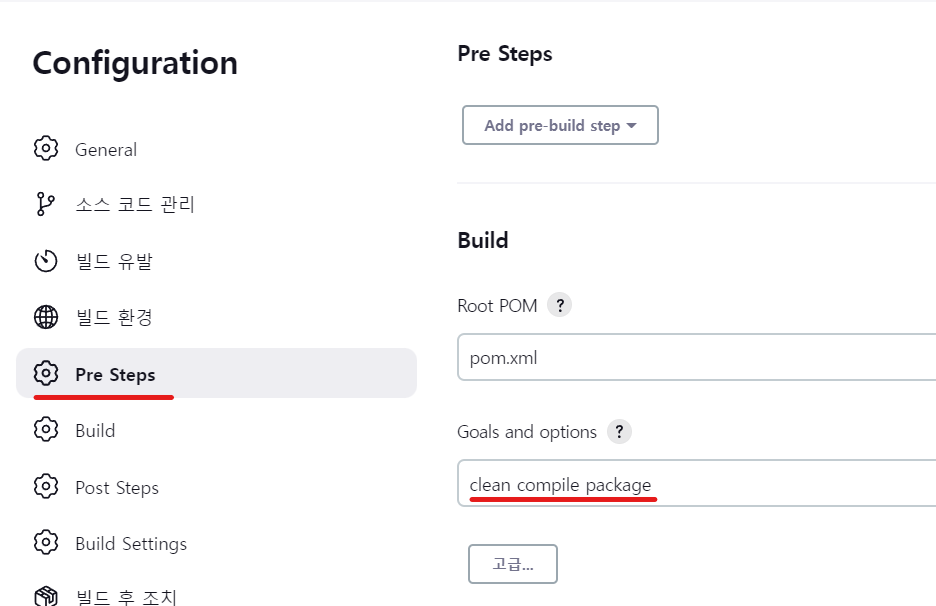 Configuration
General
소스 코드 관리
빌드 유발
빌드 환경
Pre Steps
Build
Post Steps
Build Settings
빌드 후 조치
Pre Steps
Add pre-build step
Build
Root POM ?
pom.xml
Goals and options ?
clean compile package
고급...